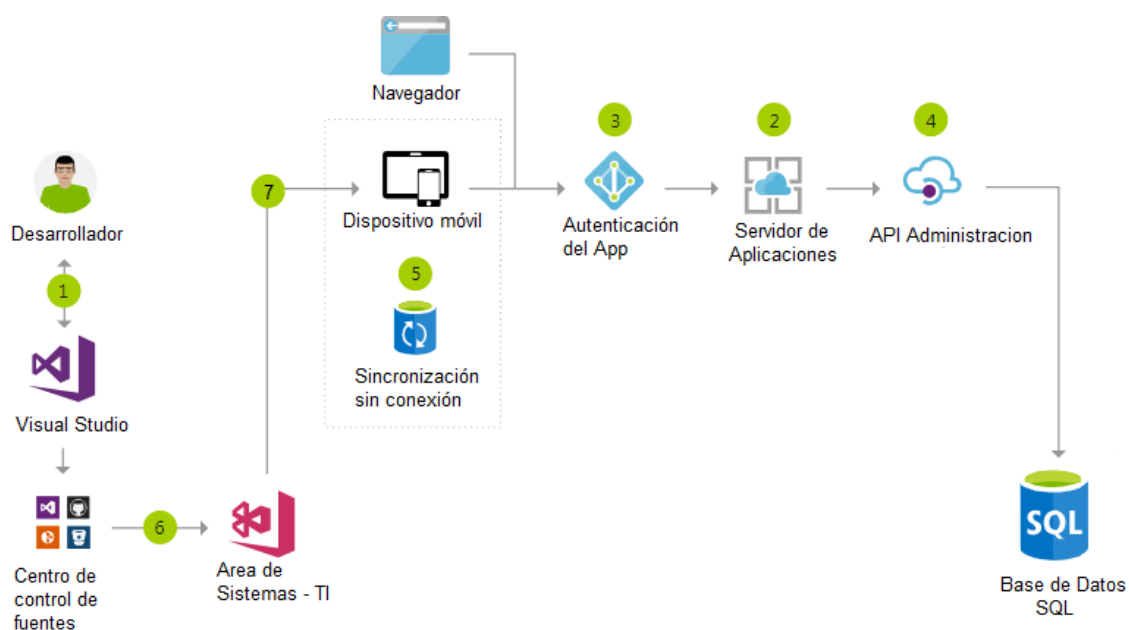 Navegador
3
2
4
Desarrollador
7
Dispositivo móvil
Autenticación
del App
Servidor de
Aplicaciones
API Administracion
1
5
Visual Studio
Sincronización
sin conexión
6
Centro de
control de
fuentes
Area de
Sistemas - TI
SQL
Base de Datos
SQL